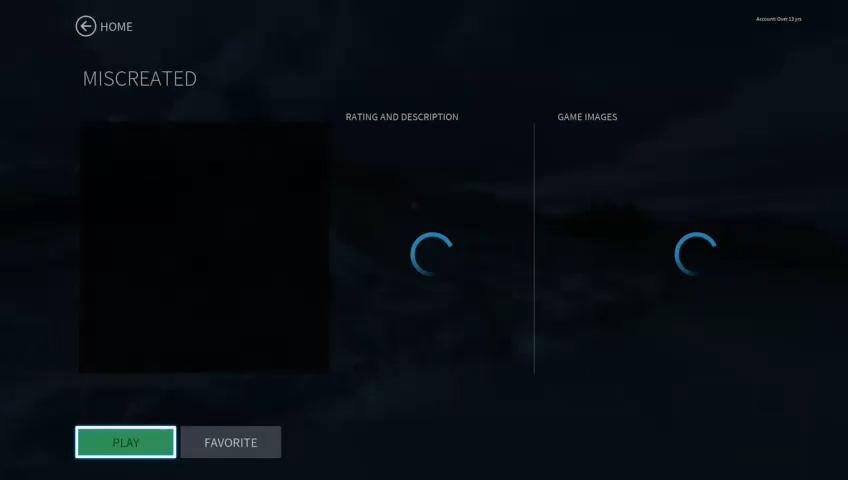 HOME
Account Over 13 yrs
MISCREATED
RATING AND DESCRIPTION
GAME IMAGES
PLAY
FAVORITE